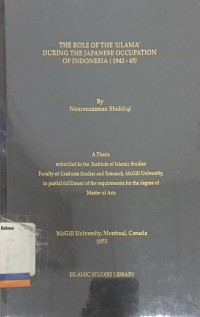 THE ROLE OF THE 'ULAMA'
DURING THE JAPANESE OCCUPATION
OF INDONESIA ( 1942 - 45)
By
Nourouzzaman Shiddiqi
A Thesis
submitted to the Institute of Islamic Studies
Faculty of Graduate Studies and Research, McGill University,
in partial fulfilment of the requirements for the degree of
Master of Arts
McGill University, Montreal, Canada
1975
ISLAMIC STUDIES LIBRARY